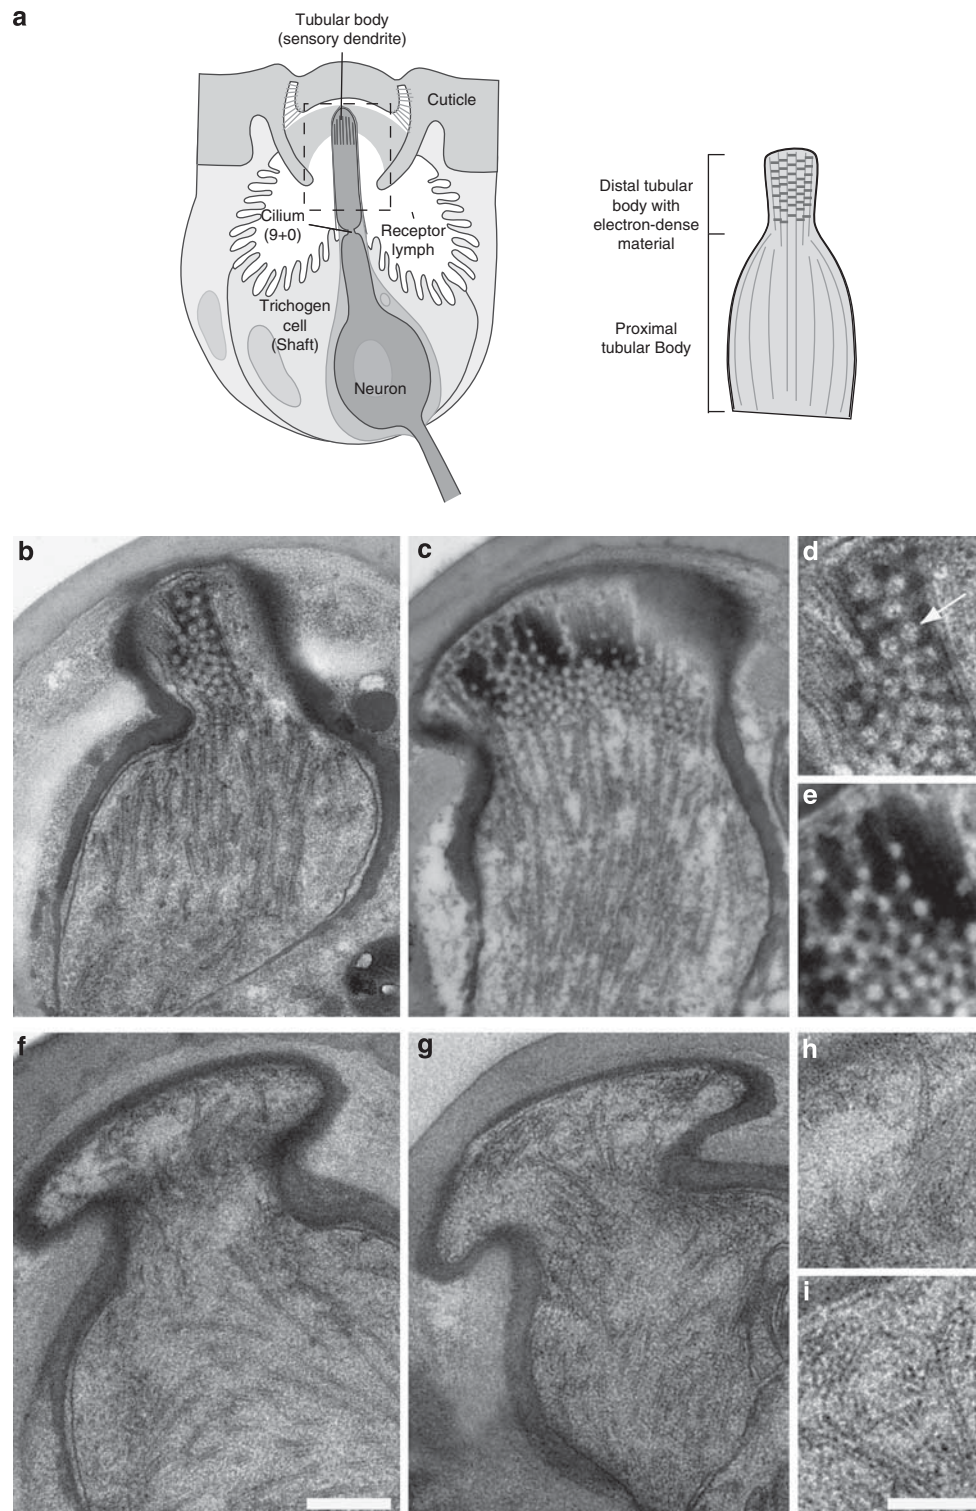 a
Tubular body
(sensory dendrite)
Cuticle
Cilium
(9+0)
Receptor
lymph
Trichogen
cell
(Shaft)
Neuron
Distal tubular
body with
electron-dense
material
Proximal
tubular Body
b
c
d
e
f
g
h
i